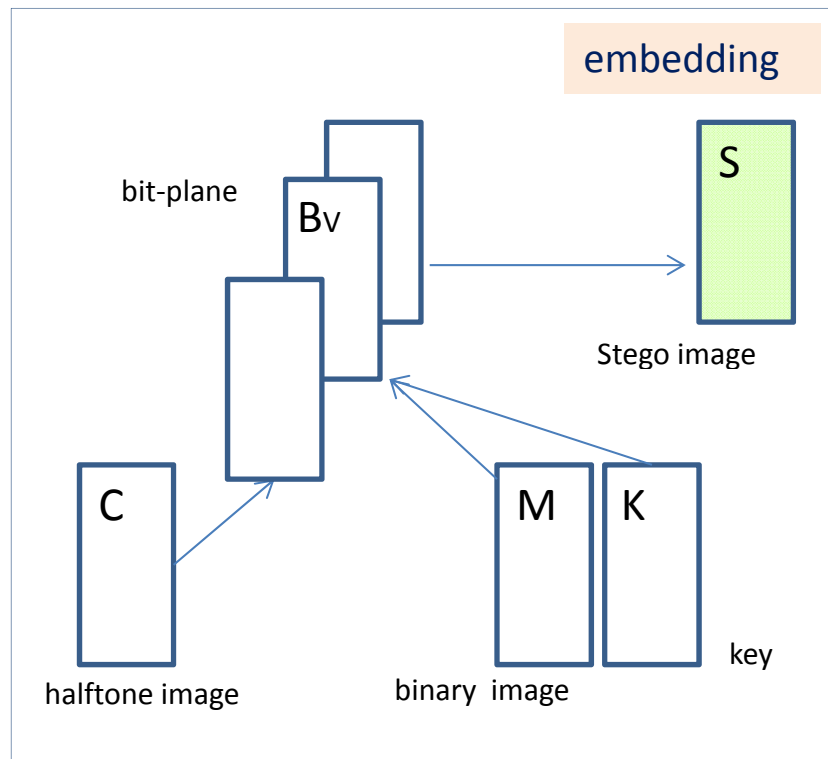 embedding
S
bit-plane
Bv
Stego image
C
M
K
key
halftone image
binary image